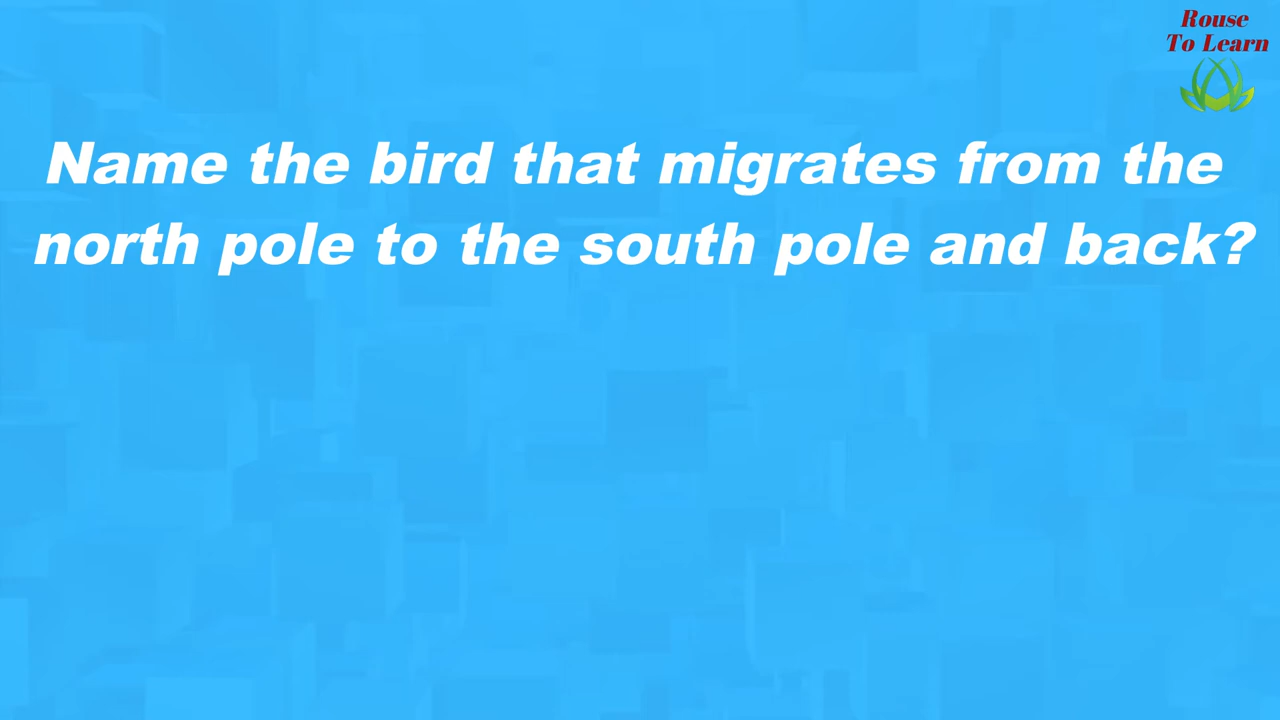 Rouse
To Learn
Name the bird that migrates from the
north pole to the south pole and back?